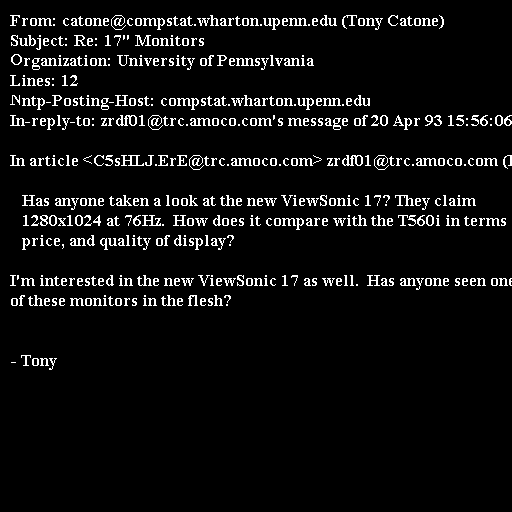 From: catone@compstat.wharton.upenn.edu (Tony Catone)
Subject: Re: 17" Monitors
Organization: University of Pennsylvania
Lines: 12
Nntp-Posting-Host: compstat.wharton.upenn.edu
In-reply-to: zrdf01@trc.amoco.com's message of 20 Apr 93 15:56:06
In article <C5sHLJ.ErE@trc.amoco.com> zrdf01@trc.amoco.com (
Has anyone taken a look at the new ViewSonic 17? They claim
1280x1024 at 76Hz.  How does it compare with the T560i in terms
price, and quality of display?
I'm interested in the new ViewSonic 17 as well.  Has anyone seen one
of these monitors in the flesh?
- Tony